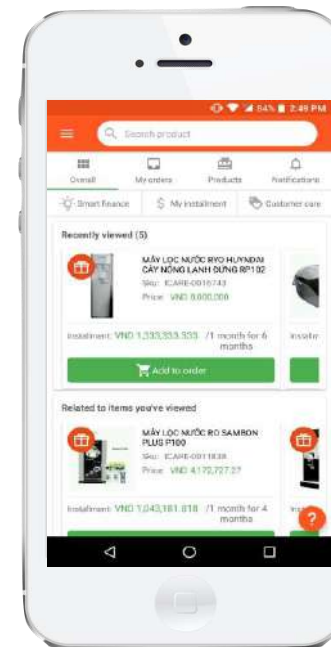 84% 2:49 PM
Search product
Overall My orders Products Notifications
Smart finance $ My installment Customer care
Recently viewed (5)
MÁY LỌC NƯỚC RYO HUYNDAI
CÂY NÓNG LẠNH ĐỨNG RP102
Sku: ICARE-0016743
Price: VND 8,000,000
Installment: VND 1,333,333.333 /1 month for 6
months
Add to order
Related to items you've viewed
MÁY LỌC NƯỚC RO SAMBON
PLUS P100
Sku: ICARE-0011838
Price: VND 4,172,727.27
Installment: VND 1,043,181.818 /1 month for 4
months
?